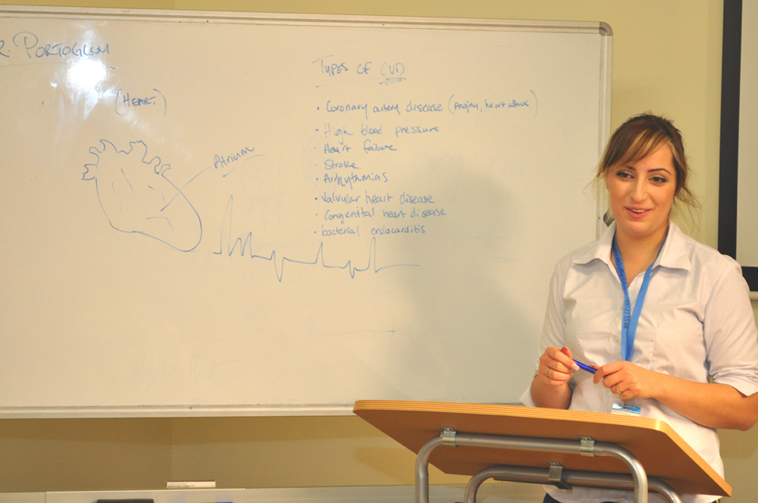 R. PORTOGLOU
(HEART)
Atrium
TYPES OF CVD
• Coronary artery disease (Angina, heart attack)
• High blood pressure
• Heart failure
• Stroke
• Arrhythmias
• Valvular heart disease
• Congenital heart disease
• bacterial endocarditis